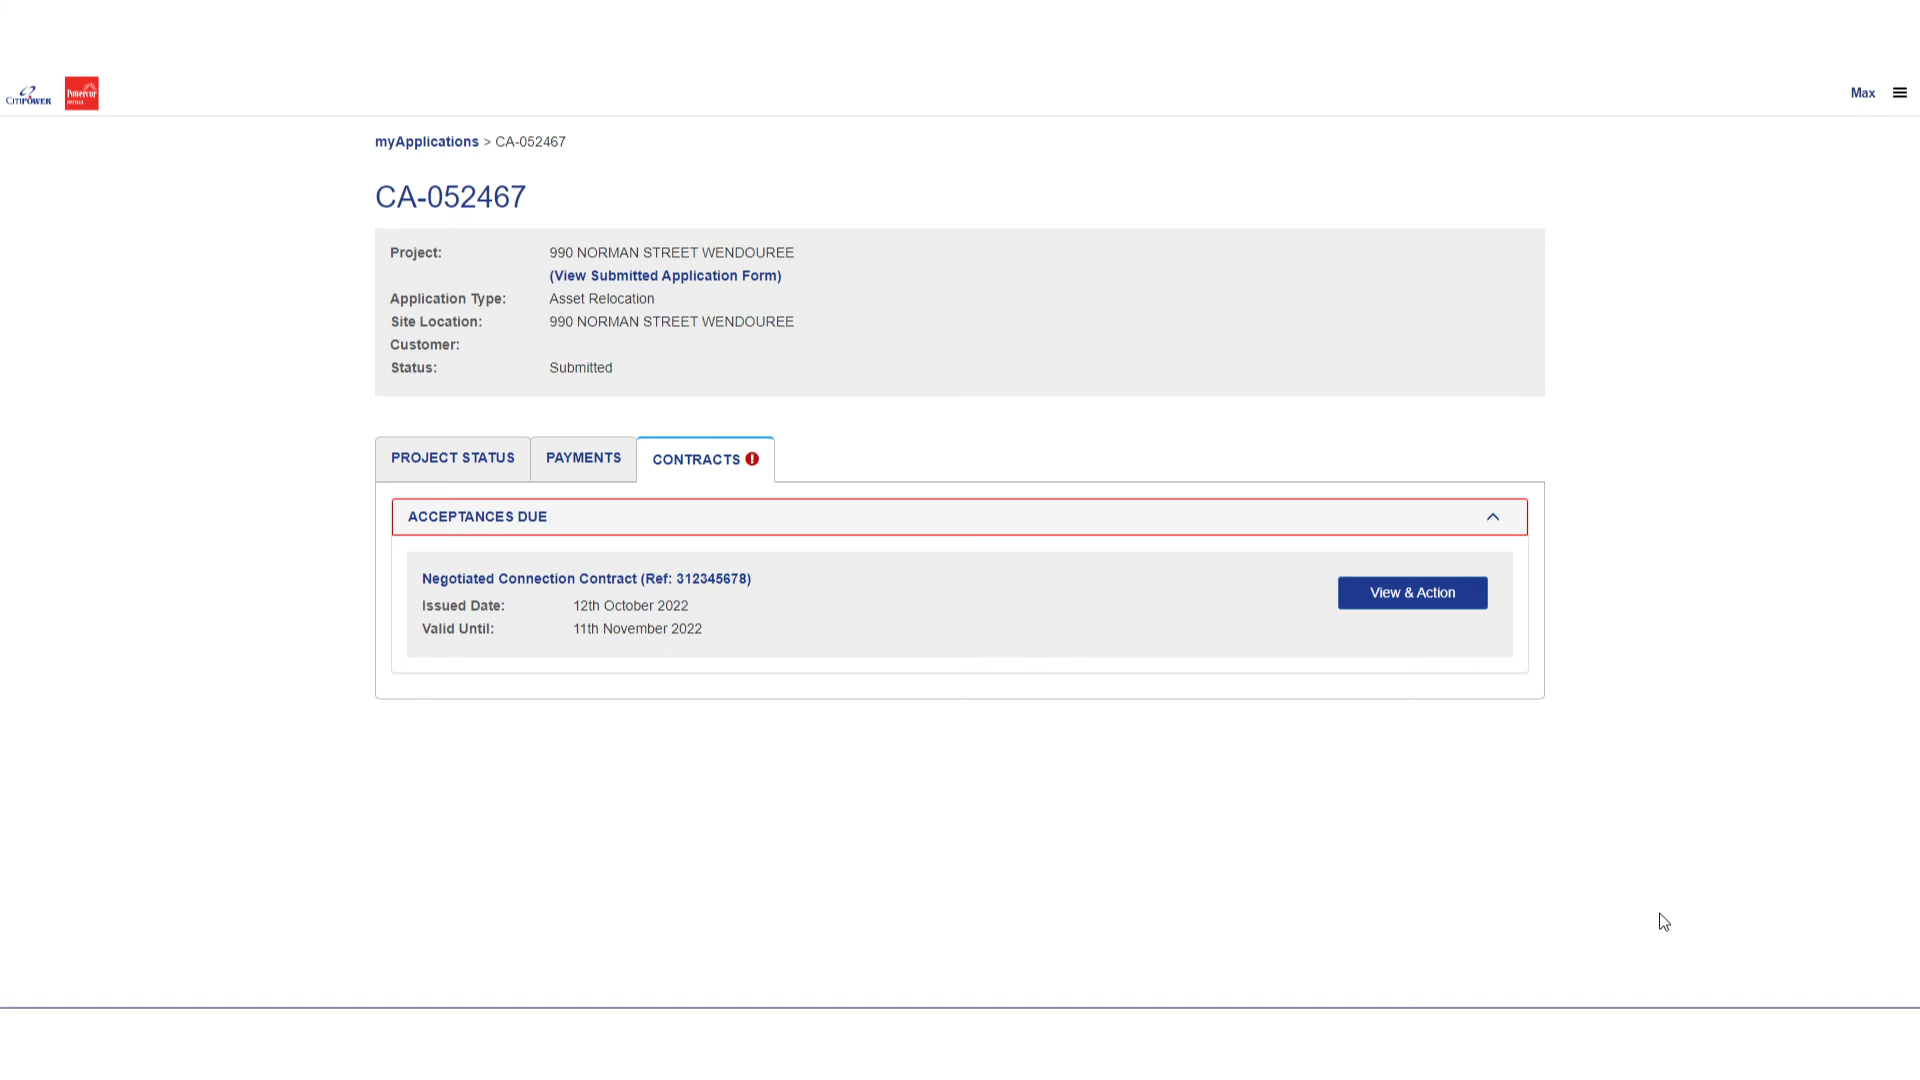 CITIPOWER
Powercor
Max
myApplications > CA-052467
CA-052467
Project: 990 NORMAN STREET WENDOUREE
(View Submitted Application Form)
Application Type: Asset Relocation
Site Location: 990 NORMAN STREET WENDOUREE
Customer:
Status: Submitted
PROJECT STATUS PAYMENTS CONTRACTS
ACCEPTANCES DUE
Negotiated Connection Contract (Ref: 312345678)
View & Action
Issued Date: 12th October 2022
Valid Until: 11th November 2022